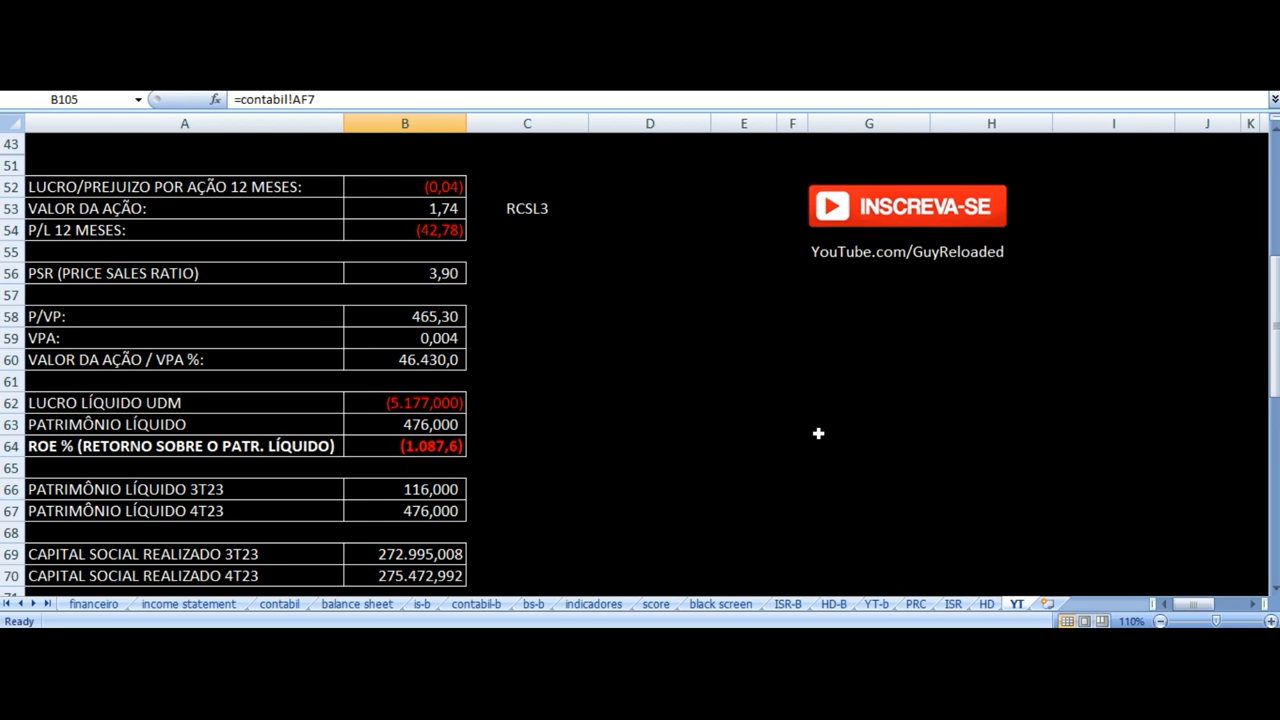 B105 fx =contabil!AF7
A B C D E F G H I J K
43
51
52 LUCRO/PREJUIZO POR AÇÃO 12 MESES: (0,04)
53 VALOR DA AÇÃO: 1,74 RCSL3
INSCREVA-SE
54 P/L 12 MESES: (42,78)
55 YouTube.com/GuyReloaded
56 PSR (PRICE SALES RATIO) 3,90
57
58 P/VP: 465,30
59 VPA: 0,004
60 VALOR DA AÇÃO / VPA %: 46.430,0
61
62 LUCRO LÍQUIDO UDM (5.177,000)
63 PATRIMÔNIO LÍQUIDO 476,000
64 ROE % (RETORNO SOBRE O PATR. LÍQUIDO) (1.087,6)
65
66 PATRIMÔNIO LÍQUIDO 3T23 116,000
67 PATRIMÔNIO LÍQUIDO 4T23 476,000
68
69 CAPITAL SOCIAL REALIZADO 3T23 272.995,008
70 CAPITAL SOCIAL REALIZADO 4T23 275.472,992
financeiro income statement contabil balance sheet is-b contabil-b bs-b indicadores score black screen ISR-B HD-B YT-b PRC ISR HD YT
Ready 110%